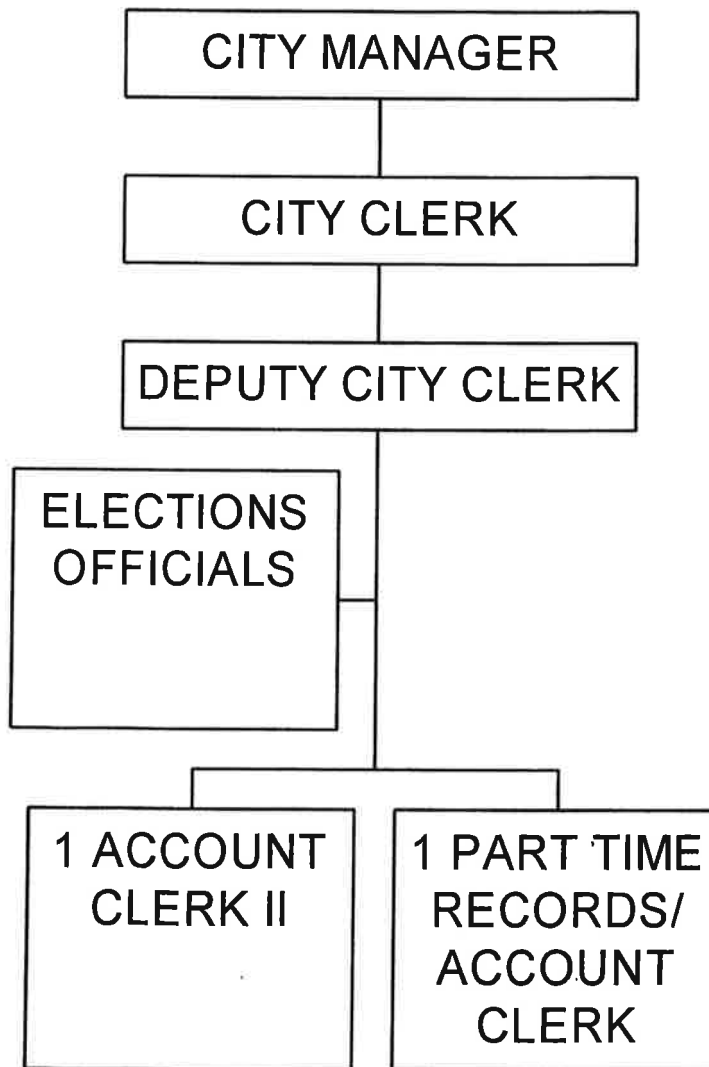 CITY MANAGER
CITY CLERK
DEPUTY CITY CLERK
ELECTIONS
OFFICIALS
1 ACCOUNT
CLERK II
1 PART TIME
RECORDS/
ACCOUNT
CLERK